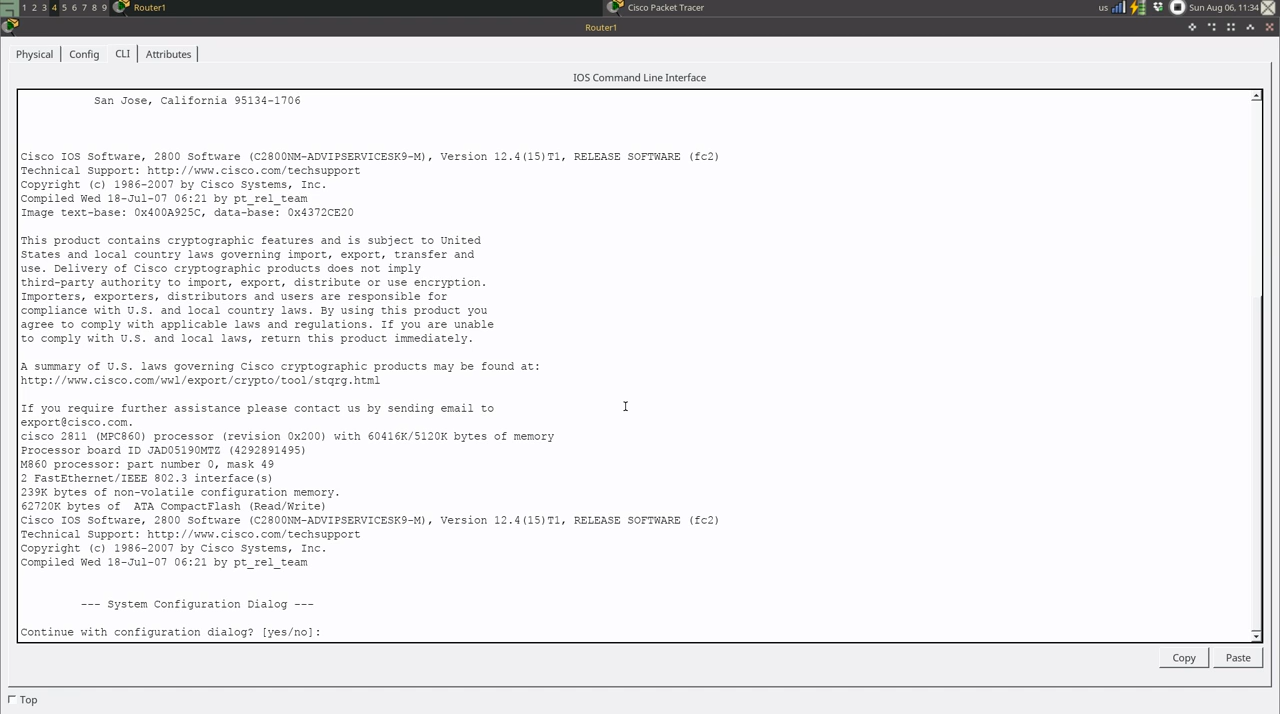 1 2 3 4 5 6 7 8 9 Router1 Cisco Packet Tracer us Sun Aug 06, 11:34
Router1
Physical Config CLI Attributes
IOS Command Line Interface
San Jose, California 95134-1706
Cisco IOS Software, 2800 Software (C2800NM-ADVIPSERVICESK9-M), Version 12.4(15)T1, RELEASE SOFTWARE (fc2)
Technical Support: http://www.cisco.com/techsupport
Copyright (c) 1986-2007 by Cisco Systems, Inc.
Compiled Wed 18-Jul-07 06:21 by pt_rel_team
Image text-base: 0x400A925C, data-base: 0x4372CE20
This product contains cryptographic features and is subject to United
States and local country laws governing import, export, transfer and
use. Delivery of Cisco cryptographic products does not imply
third-party authority to import, export, distribute or use encryption.
Importers, exporters, distributors and users are responsible for
compliance with U.S. and local country laws. By using this product you
agree to comply with applicable laws and regulations. If you are unable
to comply with U.S. and local laws, return this product immediately.
A summary of U.S. laws governing Cisco cryptographic products may be found at:
http://www.cisco.com/wwl/export/crypto/tool/stqrg.html
If you require further assistance please contact us by sending email to
export@cisco.com.
cisco 2811 (MPC860) processor (revision 0x200) with 60416K/5120K bytes of memory
Processor board ID JAD05190MTZ (4292891495)
M860 processor: part number 0, mask 49
2 FastEthernet/IEEE 802.3 interface(s)
239K bytes of non-volatile configuration memory.
62720K bytes of  ATA CompactFlash (Read/Write)
Cisco IOS Software, 2800 Software (C2800NM-ADVIPSERVICESK9-M), Version 12.4(15)T1, RELEASE SOFTWARE (fc2)
Technical Support: http://www.cisco.com/techsupport
Copyright (c) 1986-2007 by Cisco Systems, Inc.
Compiled Wed 18-Jul-07 06:21 by pt_rel_team
--- System Configuration Dialog ---
Continue with configuration dialog? [yes/no]:
Copy Paste
Top